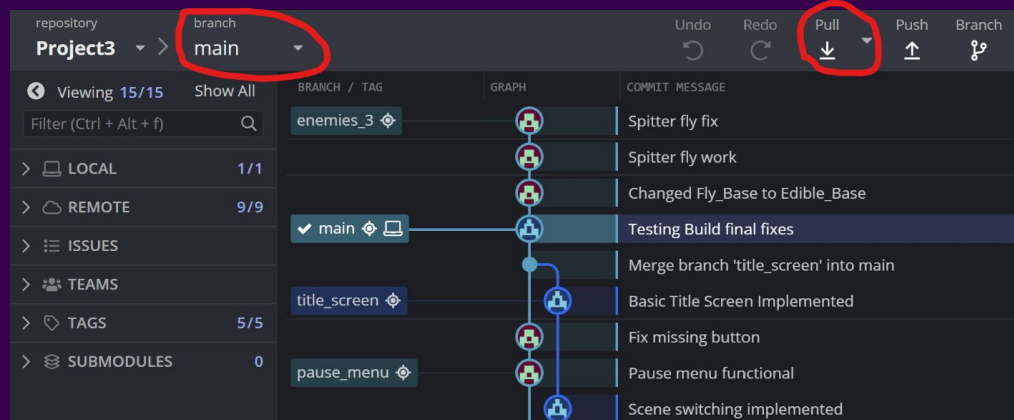 repository
branch
Undo
Redo
Pull
Push
Branch
Project3
main
Viewing 15/15
Show All
Filter (Ctrl + Alt + f)
LOCAL
1/1
REMOTE
9/9
ISSUES
TEAMS
TAGS
5/5
SUBMODULES
0
BRANCH / TAG
GRAPH
COMMIT MESSAGE
enemies_3
Spitter fly fix
Spitter fly work
Changed Fly_Base to Edible_Base
main
Testing Build final fixes
Merge branch 'title_screen' into main
title_screen
Basic Title Screen Implemented
Fix missing button
pause_menu
Pause menu functional
Scene switching implemented